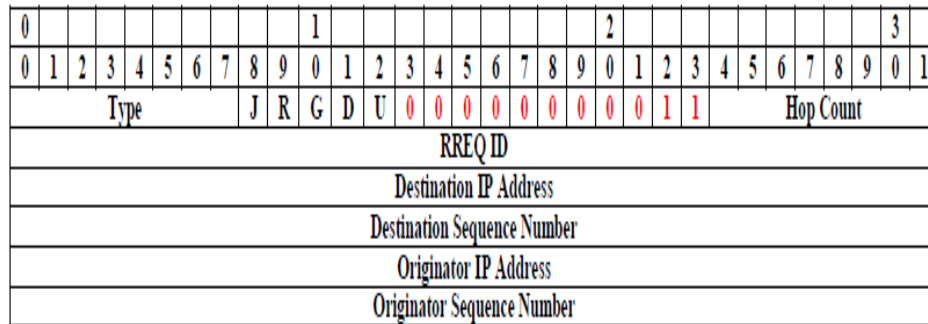 0 1 2 3
0 1 2 3 4 5 6 7 8 9 0 1 2 3 4 5 6 7 8 9 0 1 2 3 4 5 6 7 8 9 0 1
Type J R G D U 0 0 0 0 0 0 0 0 0 1 1 Hop Count
RREQ ID
Destination IP Address
Destination Sequence Number
Originator IP Address
Originator Sequence Number